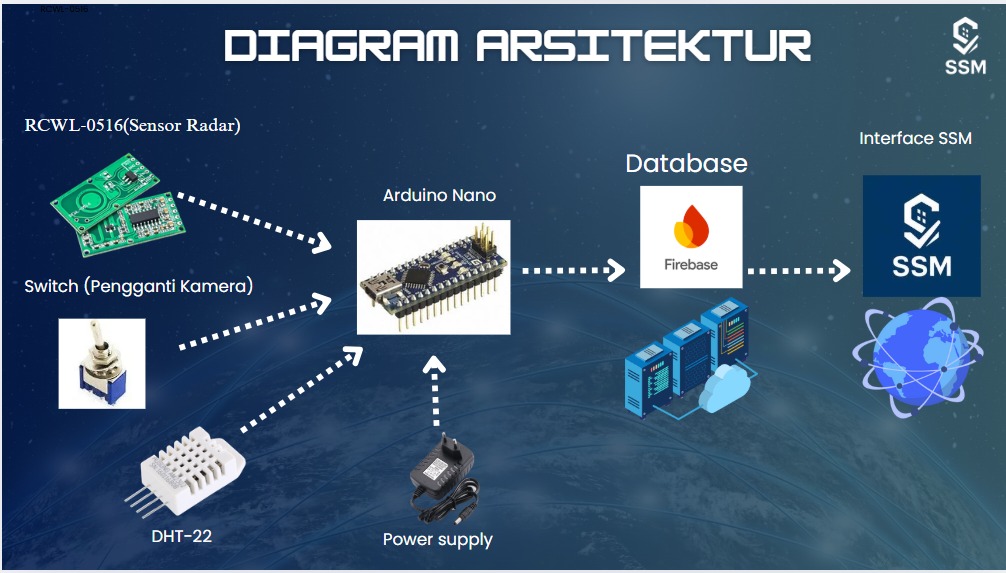 RCWL-0516
DIAGRAM ARSITEKTUR
SSM
RCWL-0516(Sensor Radar)
Interface SSM
Database
Arduino Nano
Firebase
SSM
Switch (Pengganti Kamera)
DHT-22
Power supply